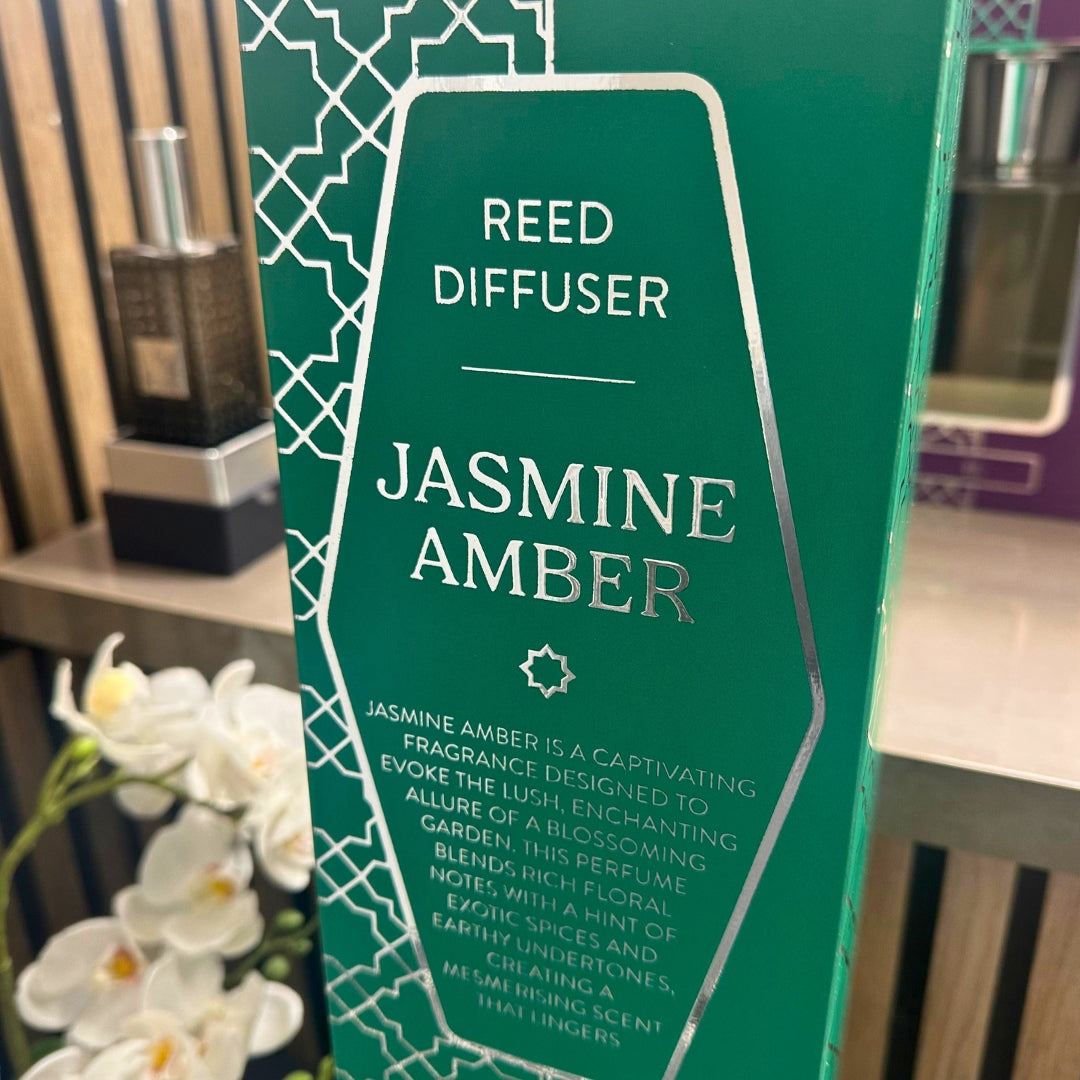 REED
DIFFUSER
JASMINE
AMBER
JASMINE AMBER IS A CAPTIVATING
FRAGRANCE DESIGNED TO
EVOKE THE LUSH, ENCHANTING
ALLURE OF A BLOSSOMING
GARDEN. THIS PERFUME
BLENDS RICH FLORAL
NOTES WITH A HINT OF
EXOTIC SPICES AND
EARTHY UNDERTONES,
CREATING A
MESMERISING SCENT
THAT LINGERS